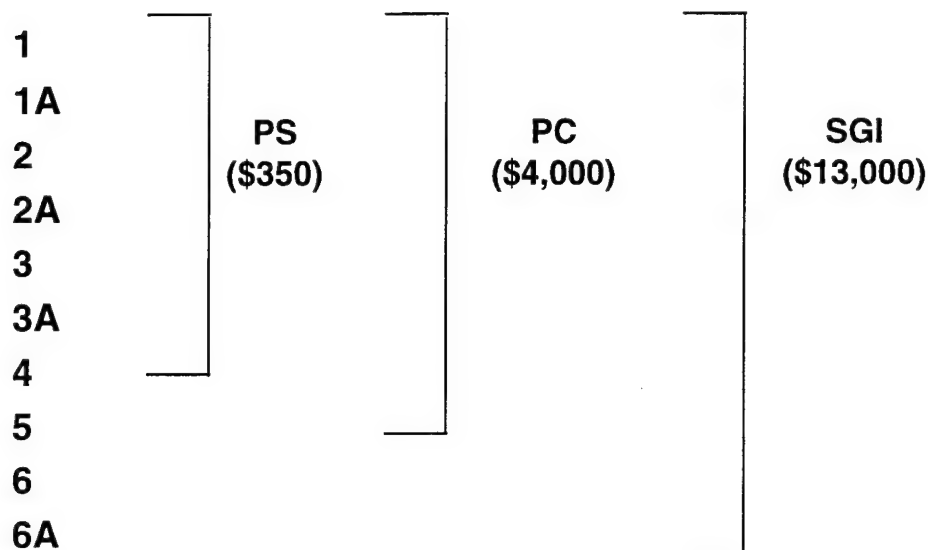 1
1A
2
2A
3
3A
4
5
6
6A
PS
($350)
PC
($4,000)
SGI
($13,000)